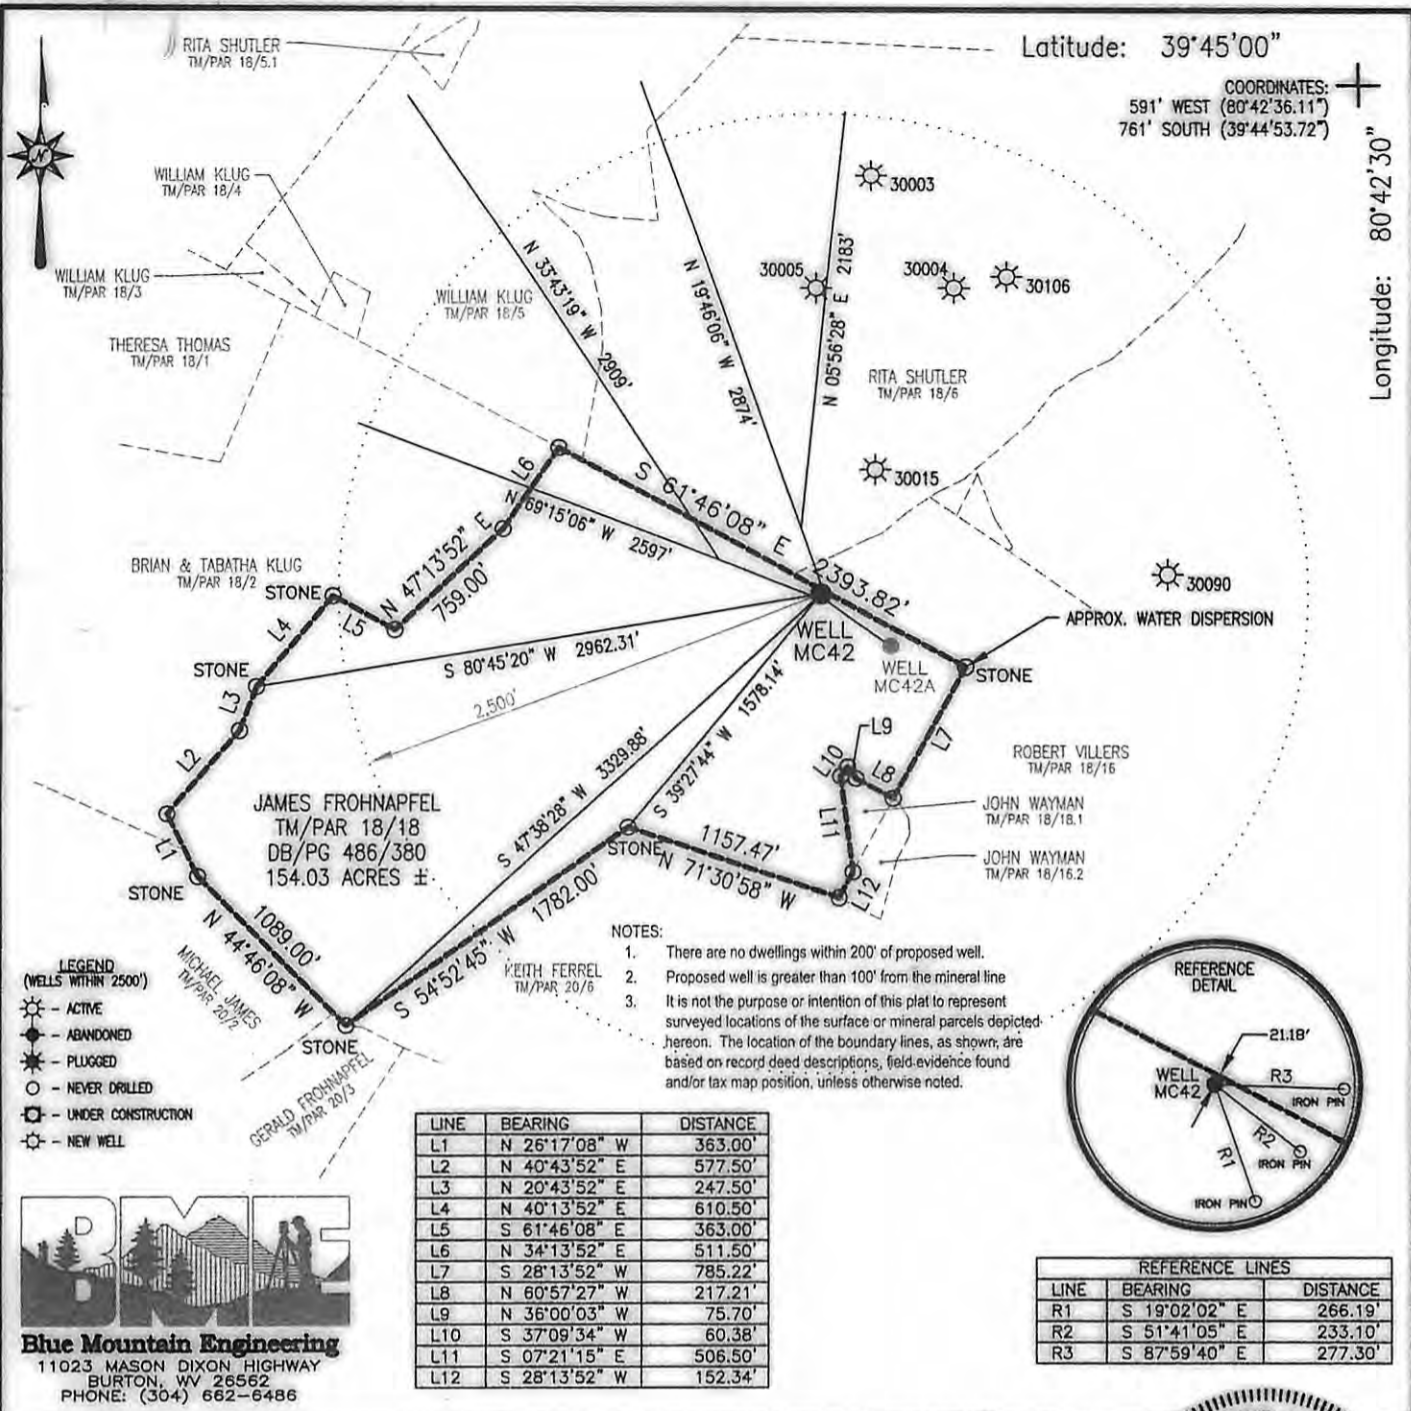 RITA SHUTLER
TM/PAR 18/5.1
Latitude: 39°45'00"
COORDINATES:
591' WEST (80°42'36.11")
761' SOUTH (39°44'53.72")
Longitude: 80°42'30"
N
WILLIAM KLUG
TM/PAR 18/4
WILLIAM KLUG
TM/PAR 18/3
THERESA THOMAS
TM/PAR 18/1
WILLIAM KLUG
TM/PAR 18/5
N 33°43'19" W 2909'
N 19°46'06" W 2874'
N 05°56'28" E 2183'
30003
30005
30004
30106
RITA SHUTLER
TM/PAR 18/6
30015
30090
L6
S 61°46'08" E 2393.82'
N 69°15'06" W 2597'
N 47°13'52" E
759.00'
BRIAN & TABATHA KLUG
TM/PAR 18/2
STONE
L5
L4
STONE
L3
L2
L1
S 80°45'20" W 2962.31'
2,500'
WELL
MC42
WELL
MC42A
APPROX. WATER DISPERSION
STONE
L7
L9
L10
L8
L11
L12
ROBERT VILLERS
TM/PAR 18/16
JOHN WAYMAN
TM/PAR 18/18.1
JOHN WAYMAN
TM/PAR 18/16.2
S 39°27'44" W 1578.14'
S 47°38'28" W 3329.88'
JAMES FROHNAPFEL
TM/PAR 18/18
DB/PG 486/380
154.03 ACRES ±
STONE
STONE
1157.47'
N 71°30'58" W
1089.00'
N 44°46'08" W
S 54°52'45" W 1782.00'
MICHAEL JAMES
TM/PAR 20/2
STONE
GERALD FROHNAPFEL
TM/PAR 20/3
KEITH FERREL
TM/PAR 20/6
NOTES:
1. There are no dwellings within 200' of proposed well.
2. Proposed well is greater than 100' from the mineral line
3. It is not the purpose or intention of this plat to represent
surveyed locations of the surface or mineral parcels depicted
hereon. The location of the boundary lines, as shown, are
based on record deed descriptions, field evidence found
and/or tax map position, unless otherwise noted.
LEGEND
(WELLS WITHIN 2500')
- ACTIVE
- ABANDONED
- PLUGGED
- NEVER DRILLED
- UNDER CONSTRUCTION
- NEW WELL
REFERENCE
DETAIL
21.18'
WELL
MC42
R3
IRON PIN
R2
IRON PIN
R1
IRON PIN
LINE BEARING DISTANCE
L1 N 26°17'08" W 363.00'
L2 N 40°43'52" E 577.50'
L3 N 20°43'52" E 247.50'
L4 N 40°13'52" E 610.50'
L5 S 61°46'08" E 363.00'
L6 N 34°13'52" E 511.50'
L7 S 28°13'52" W 785.22'
L8 N 60°57'27" W 217.21'
L9 N 36°00'03" W 75.70'
L10 S 37°09'34" W 60.38'
L11 S 07°21'15" E 506.50'
L12 S 28°13'52" W 152.34'
REFERENCE LINES
LINE BEARING DISTANCE
R1 S 19°02'02" E 266.19'
R2 S 51°41'05" E 233.10'
R3 S 87°59'40" E 277.30'
BME
Blue Mountain Engineering
11023 MASON DIXON HIGHWAY
BURTON, WV 26562
PHONE: (304) 662-6486